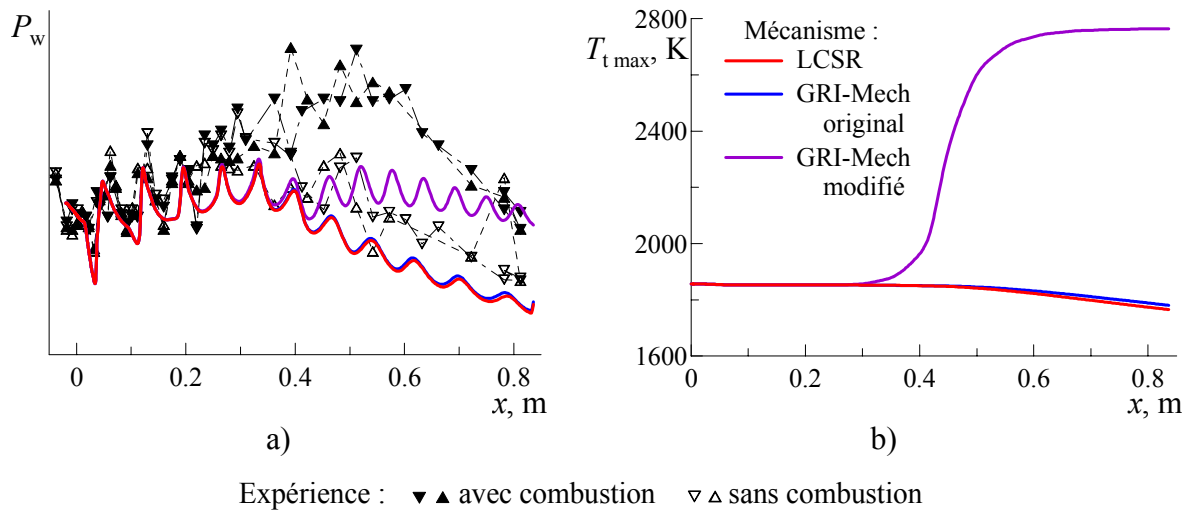 P_w
0 0.2 0.4 0.6 0.8
x, m
a)
T_t max, K
2800
2400
2000
1600
Mécanisme :
LCSR
GRI-Mech
original
GRI-Mech
modifié
0 0.2 0.4 0.6 0.8
x, m
b)
Expérience : avec combustion sans combustion